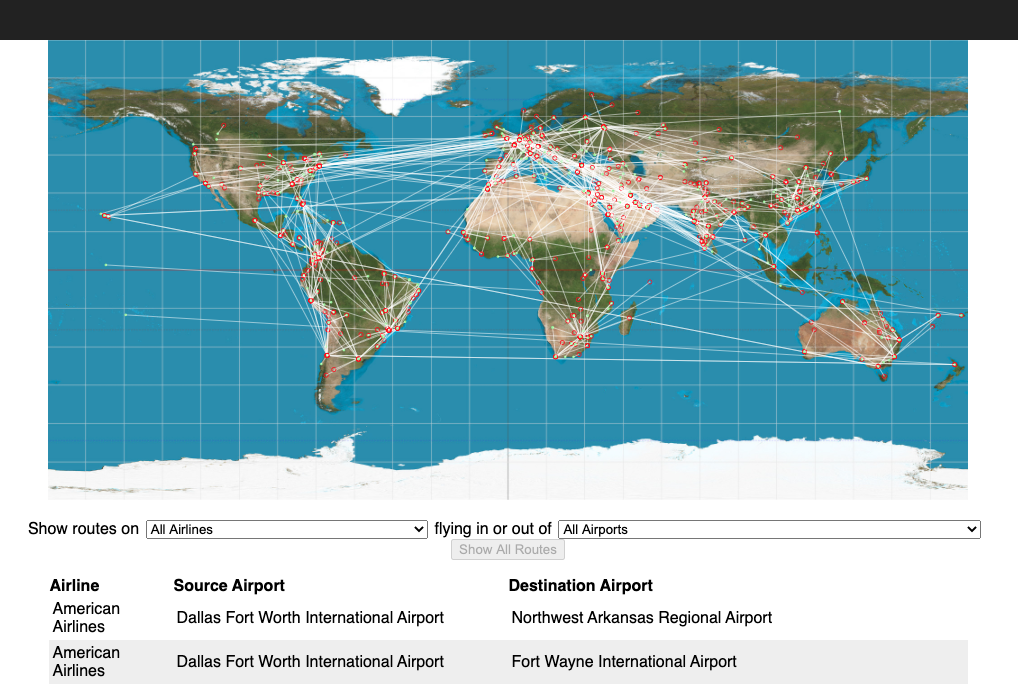 Show routes on All Airlines flying in or out of All Airports
Show All Routes
Airline Source Airport Destination Airport
American
Airlines
Dallas Fort Worth International Airport Northwest Arkansas Regional Airport
American
Airlines
Dallas Fort Worth International Airport Fort Wayne International Airport